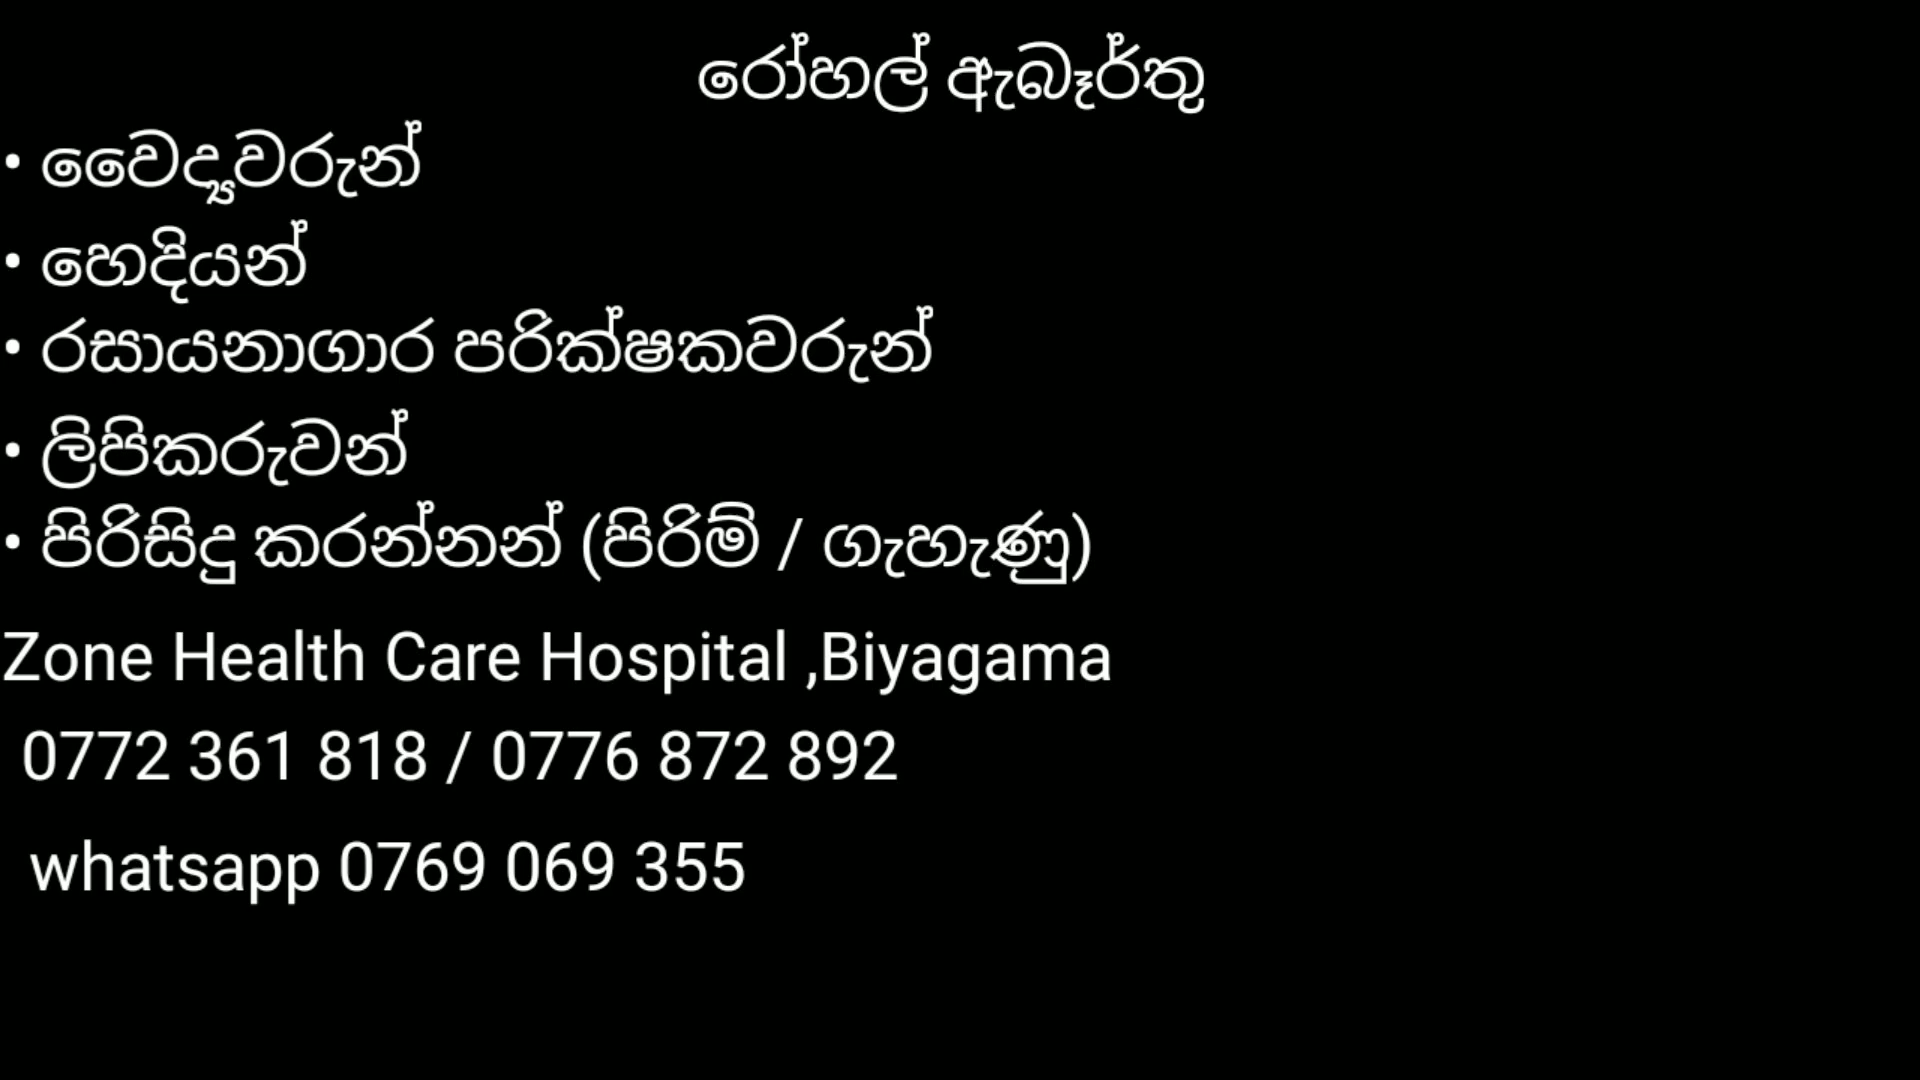 රෝහල් ඇබෑර්තු
• වෛද්‍යවරුන්
• හෙදියන්
• රසායනාගාර පරික්ෂකවරුන්
• ලිපිකරුවන්
• පිරිසිදු කරන්නන් (පිරිම් / ගැහැණු)
Zone Health Care Hospital ,Biyagama
0772 361 818 / 0776 872 892
whatsapp 0769 069 355